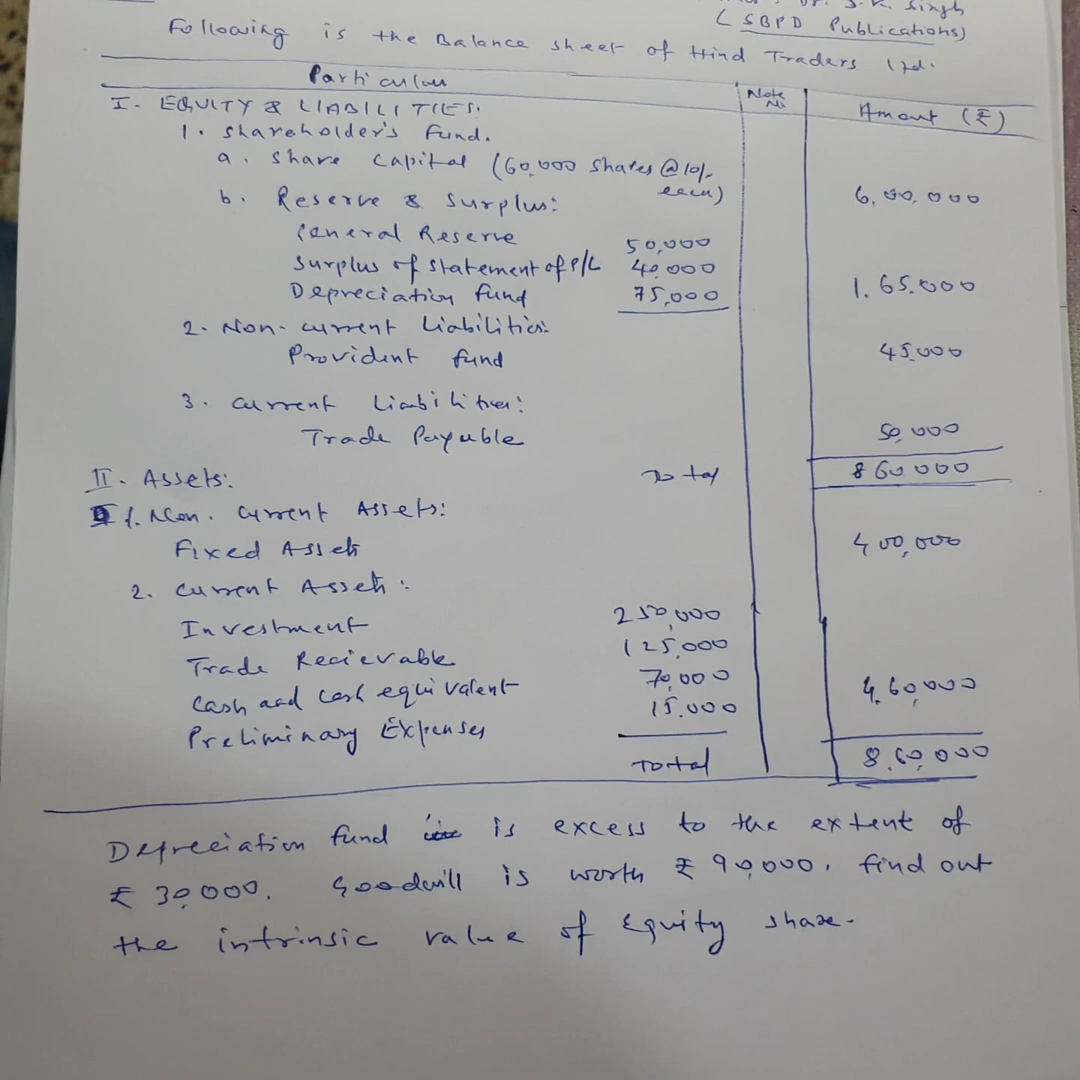 Dr. S.K. Singh
(SBPD Publications)
Following is the Balance sheet of Hind Traders Ltd.
Particulars Note No Amount (₹)
I. EQUITY & LIABILITIES.
1. shareholder's fund.
a. share capital (60,000 shares @ 10/- each) 6,00,000
b. Reserve & Surplus:
General Reserve 50,000
Surplus of statement of P/L 40,000
Depreciation fund 75,000 1,65,000
2. Non-current Liabilities:
Provident fund 45,000
3. current Liabilities:
Trade Payable 50,000
Total 860000
II. Assets:
1. Non. current Assets:
Fixed Assets 400,000
2. current Assets:
Investment 250,000
Trade Recievable 125,000
cash and cash equivalent 70,000
Preliminary Expenses 15.000 4,60,000
Total 8,60,000
Depreciation fund is excess to the extent of
₹ 30,000. Goodwill is worth ₹ 90,000. find out
the intrinsic value of Equity share.